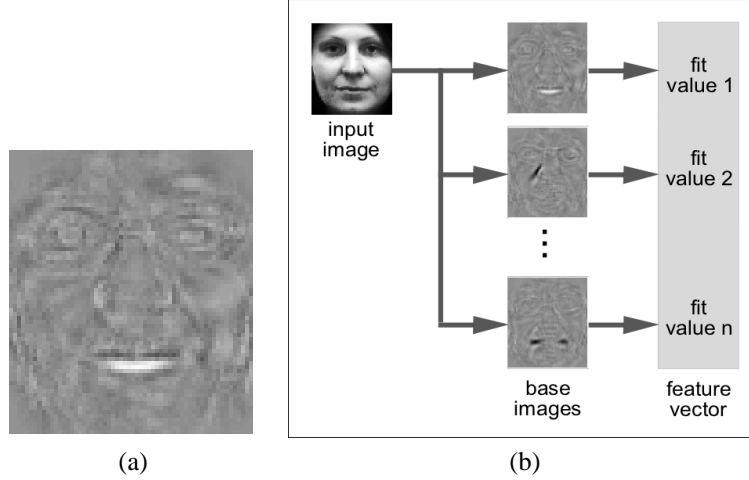 input
image
fit
value 1
fit
value 2
fit
value n
base
images
feature
vector
(a)
(b)